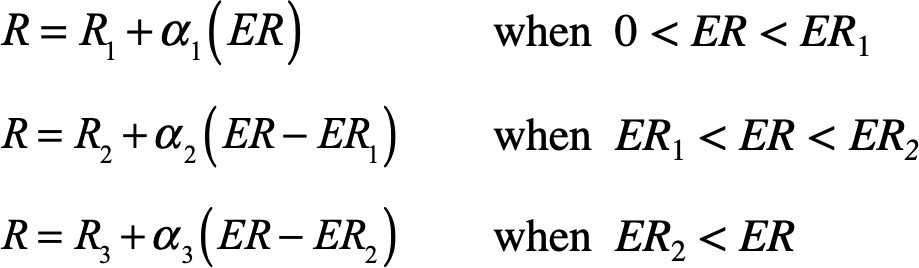 R = R₁ + α₁(ER) when 0 < ER < ER₁
R = R₂ + α₂(ER − ER₁) when ER₁ < ER < ER₂
R = R₃ + α₃(ER − ER₂) when ER₂ < ER